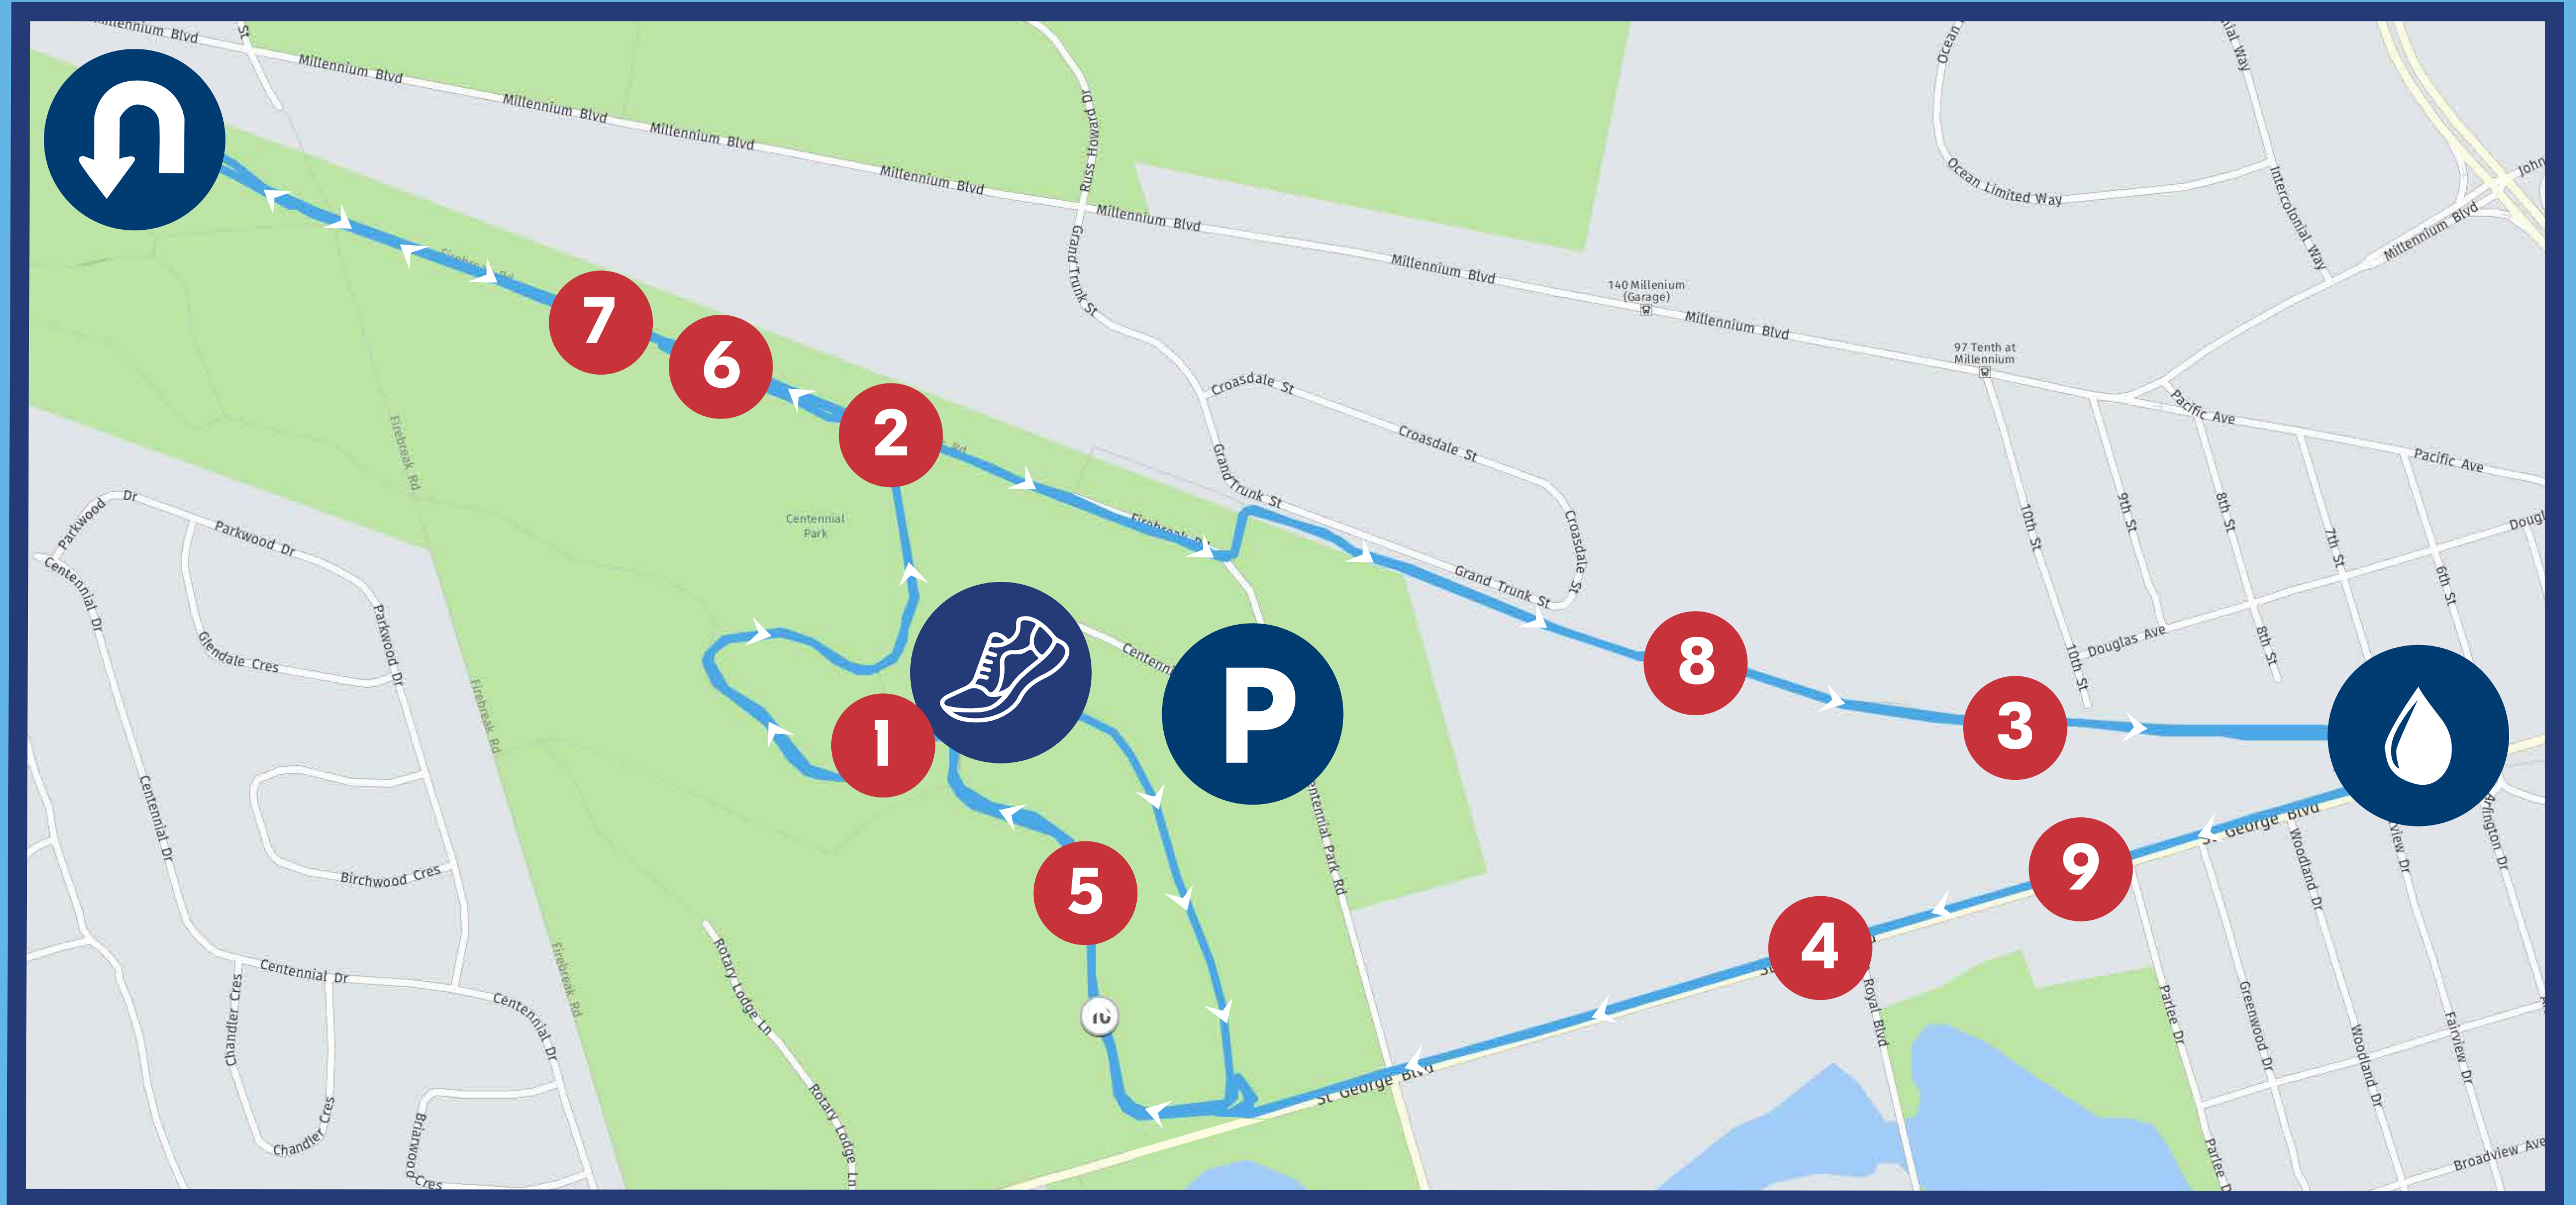 Millennium Blvd
St
Millennium Blvd
Millennium Blvd
Millennium Blvd
Millennium Blvd
Millennium Blvd
Millennium Blvd
Millennium Blvd
Millennium Blvd
Russ Howard Dr
Grand Trunk St
Ocean
Ocean Limited Way
Intercolonial Way
140 Millenium
(Garage)
97 Tenth at
Millennium
Croasdale St
Croasdale St
Croasdale St
Grand Trunk St
Grand Trunk St
Pacific Ave
Pacific Ave
10th St
9th St
8th St
7th St
6th St
10th St
8th St
Douglas Ave
7
6
2
Centennial
Park
1
P
8
3
5
9
4
Firebreak Rd
Firebreak Rd
Firebreak Rd
Parkwood Dr
Parkwood Dr
Parkwood Dr
Centennial Dr
Glendale Cres
Centennial Dr
Birchwood Cres
Centennial Dr
Centennial Dr
Chandler Cres
Chandler Cres
Briarwood Cres
Rotary Lodge Ln
Rotary Lodge Ln
St George Blvd
St George Blvd
Royal Blvd
Parlee Dr
Greenwood Dr
Woodland Dr
Woodland Dr
Fairview Dr
Arlington Dr
Broadview Ave